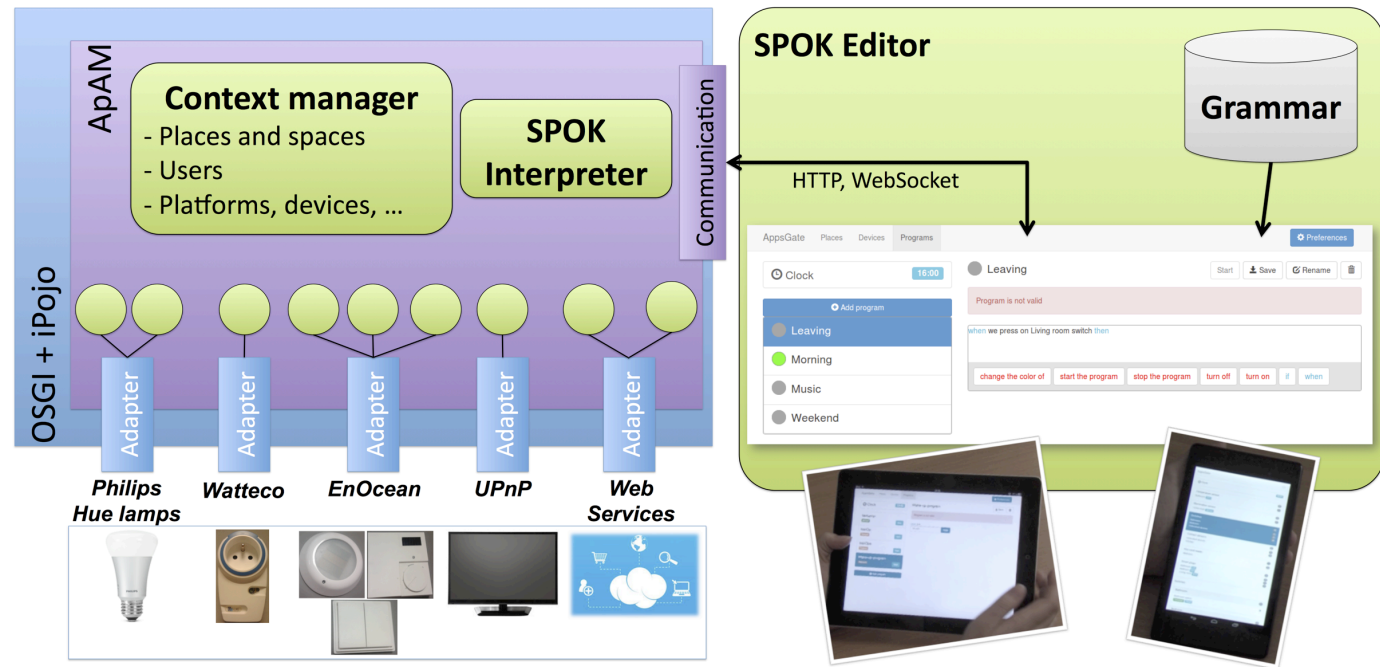 ApAM
OSGI + iPojo
Context manager
- Places and spaces
- Users
- Platforms, devices, ...
SPOK
Interpreter
Communication
Adapter
Adapter
Adapter
Adapter
Adapter
Philips
Hue lamps
Watteco
EnOcean
UPnP
Web
Services
SPOK Editor
Grammar
HTTP, WebSocket
AppsGate Places Devices Programs Preferences
Clock 16:00
Add program
Leaving
Morning
Music
Weekend
Leaving Start Save Rename
Program is not valid
when we press on Living room switch then
change the color of start the program stop the program turn off turn on if when